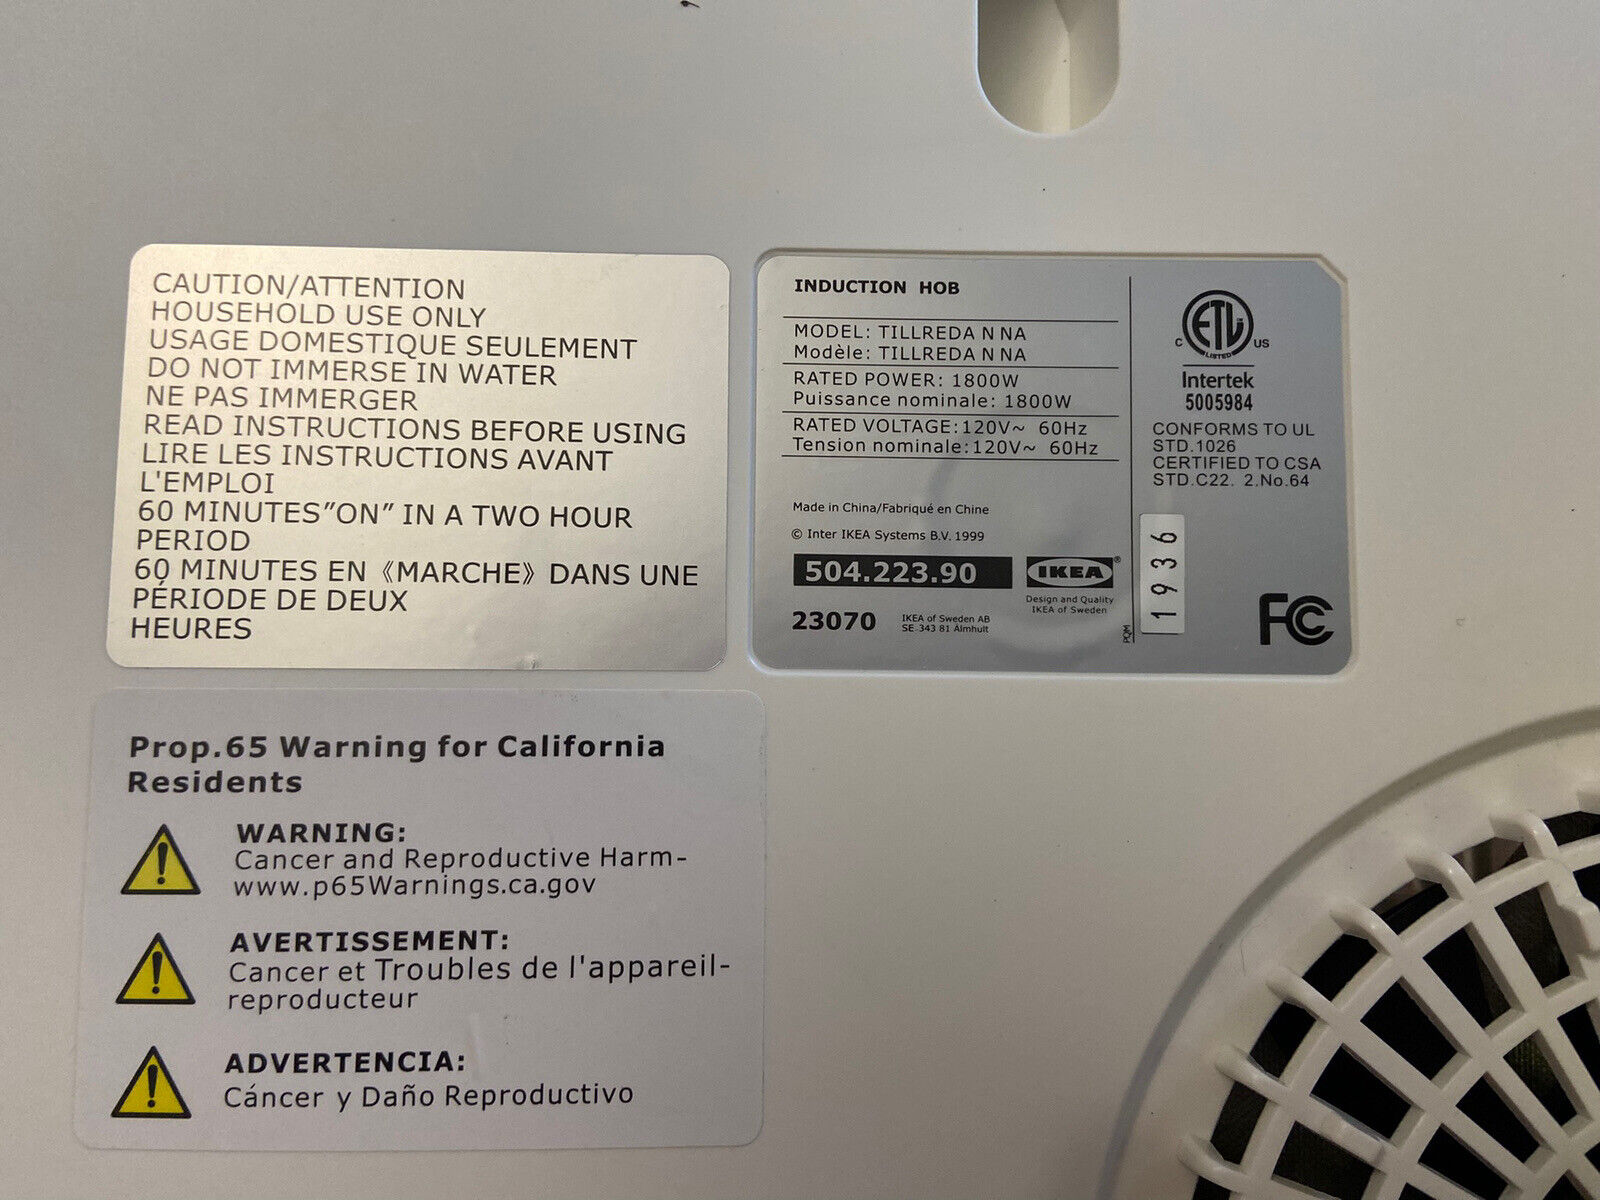 CAUTION/ATTENTION
HOUSEHOLD USE ONLY
USAGE DOMESTIQUE SEULEMENT
DO NOT IMMERSE IN WATER
NE PAS IMMERGER
READ INSTRUCTIONS BEFORE USING
LIRE LES INSTRUCTIONS AVANT
L'EMPLOI
60 MINUTES"ON" IN A TWO HOUR
PERIOD
60 MINUTES EN 《MARCHE》 DANS UNE
PÉRIODE DE DEUX
HEURES
INDUCTION HOB
MODEL: TILLREDA N NA
Modèle: TILLREDA N NA
RATED POWER: 1800W
Puissance nominale: 1800W
RATED VOLTAGE:120V~ 60Hz
Tension nominale:120V~ 60Hz
Made in China/Fabriqué en Chine
© Inter IKEA Systems B.V. 1999
504.223.90
IKEA®
Design and Quality
IKEA of Sweden
23070
IKEA of Sweden AB
SE-343 81 Älmhult
PQM
ETL
LISTED
C US
Intertek
5005984
CONFORMS TO UL
STD.1026
CERTIFIED TO CSA
STD.C22. 2.No.64
1936
FC
Prop.65 Warning for California
Residents
WARNING:
Cancer and Reproductive Harm-
www.p65Warnings.ca.gov
AVERTISSEMENT:
Cancer et Troubles de l'appareil-
reproducteur
ADVERTENCIA:
Cáncer y Daño Reproductivo